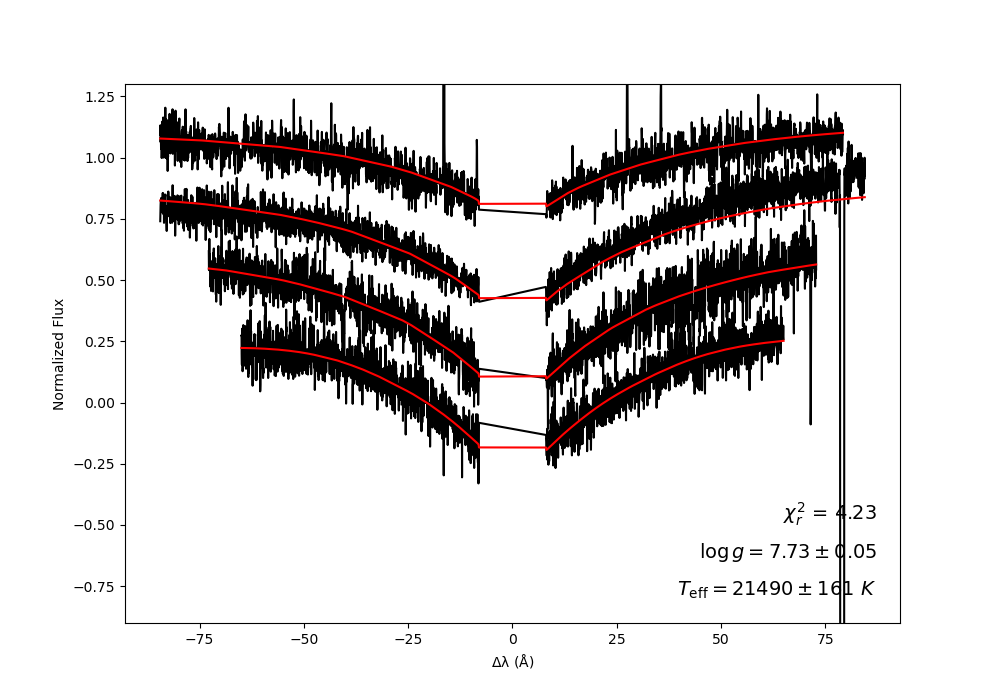 1.25
1.00
0.75
0.50
0.25
0.00
−0.25
−0.50
−0.75
Normalized Flux
χ²ᵣ = 4.23
log g = 7.73 ± 0.05
T_eff = 21490 ± 161 K
−75 −50 −25 0 25 50 75
Δλ (Å)